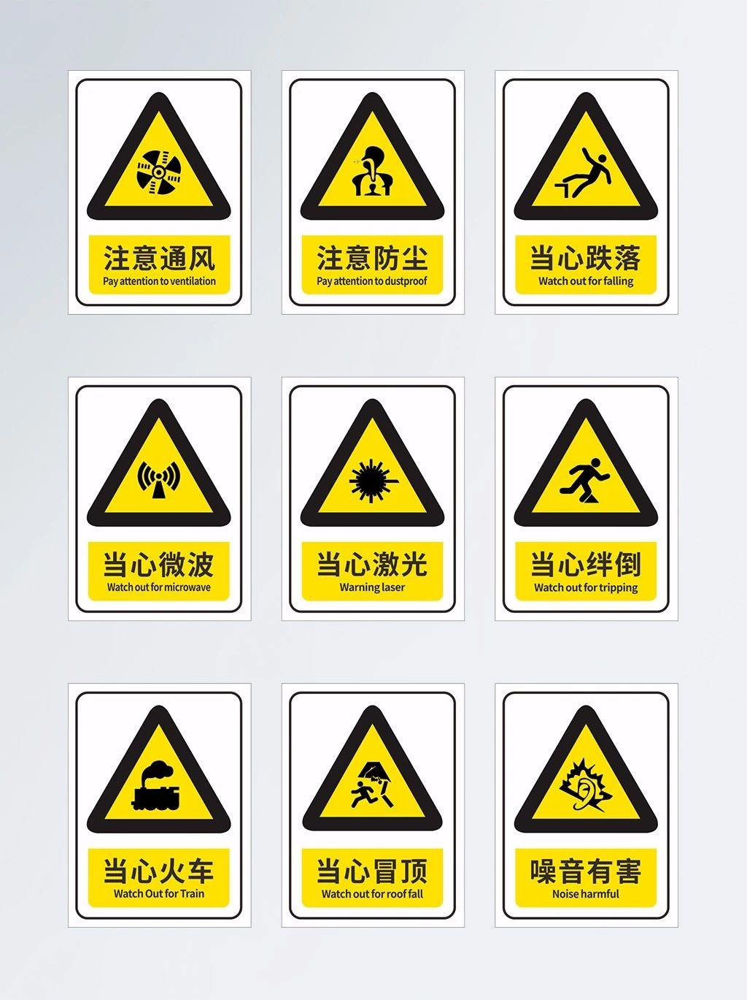 注意通风
Pay attention to ventilation
注意防尘
Pay attention to dustproof
当心跌落
Watch out for falling
当心微波
Watch out for microwave
当心激光
Warning laser
当心绊倒
Watch out for tripping
当心火车
Watch Out for Train
当心冒顶
Watch out for roof fall
噪音有害
Noise harmful